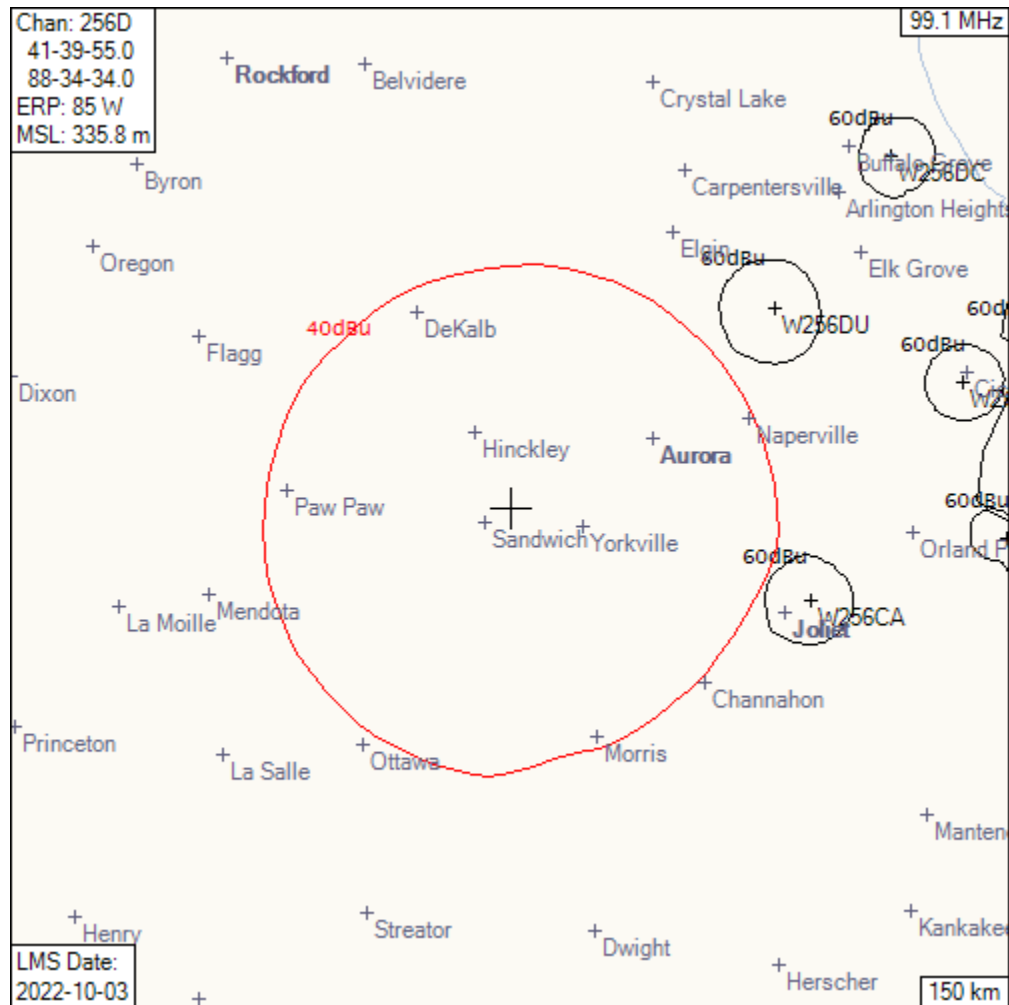 Chan: 256D
41-39-55.0
88-34-34.0
ERP: 85 W
MSL: 335.8 m
99.1 MHz
Rockford
Belvidere
Crystal Lake
60dBu
Buffalo Grove
W256DC
Byron
Carpentersville
Arlington Heights
Oregon
Elgin
60dBu
Elk Grove
40dBu
DeKalb
W256DU
Flagg
60dBu
Dixon
Hinckley
Aurora
Naperville
Paw Paw
60dBu
Sandwich
Yorkville
Orland P
60dBu
La Moille
Mendota
W256CA
Joliet
Channahon
Princeton
La Salle
Ottawa
Morris
Manten
Henry
Streator
Dwight
Kankakee
Herscher
LMS Date:
2022-10-03
150 km